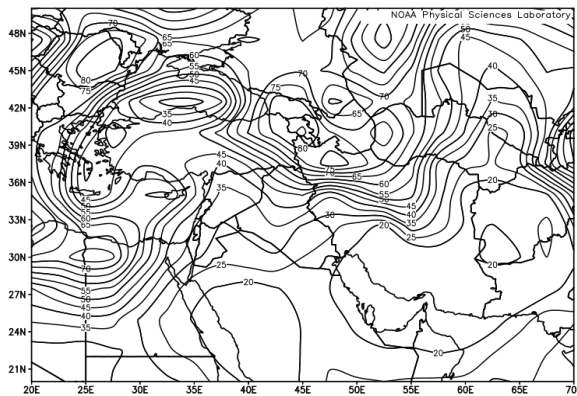 NOAA Physical Sciences Laboratory
70 50
48N 65 60
65 45
70 60
45N 80 55 70 40
75 50 75 70
45
42N 35 65 35
40 30
25
39N 80
45 75
40 65 20
36N 35 60
45 55 45
50 50 40
55 30 35
33N 60 20 25
65
30N 25 20
70
27N 55 20
50
45
40
24N 35
20
21N
20E 25E 30E 35E 40E 45E 50E 55E 60E 65E 70